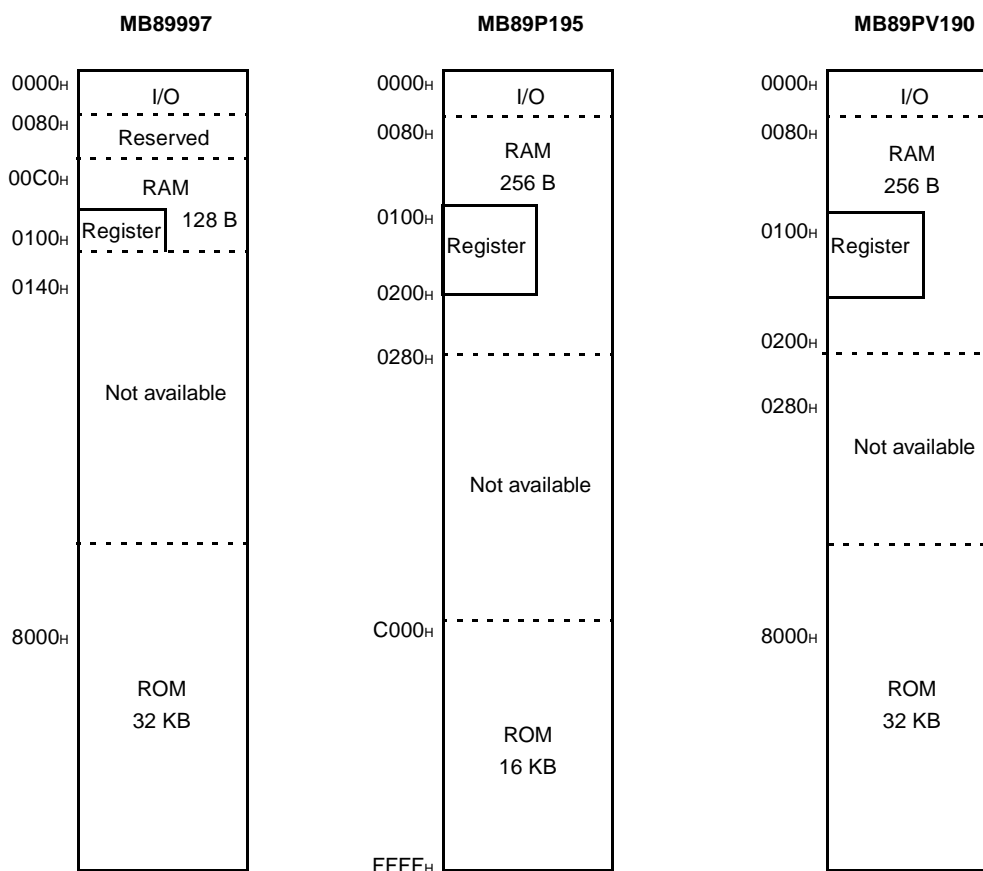 MB89997
0000H
I/O
0080H
Reserved
00C0H
RAM
128 B
Register
0100H
0140H
Not available
8000H
ROM
32 KB
MB89P195
0000H
I/O
0080H
RAM
256 B
0100H
Register
0200H
0280H
Not available
C000H
ROM
16 KB
FFFFH
MB89PV190
0000H
I/O
0080H
RAM
256 B
0100H
Register
0200H
0280H
Not available
8000H
ROM
32 KB